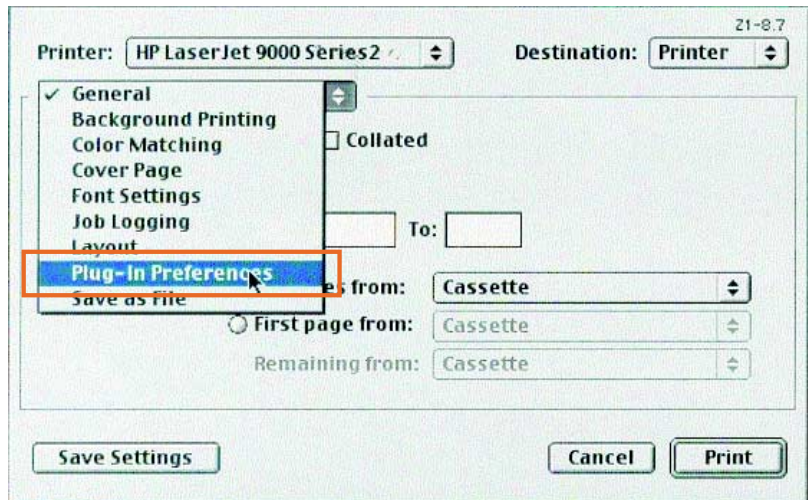 Z1-8.7
Printer: HP LaserJet 9000 Series2 Destination: Printer
✓ General
Background Printing
Color Matching Collated
Cover Page
Font Settings
Job Logging To:
Layout
Plug-In Preferences
es from: Cassette
Save as File
First page from: Cassette
Remaining from: Cassette
Save Settings Cancel Print